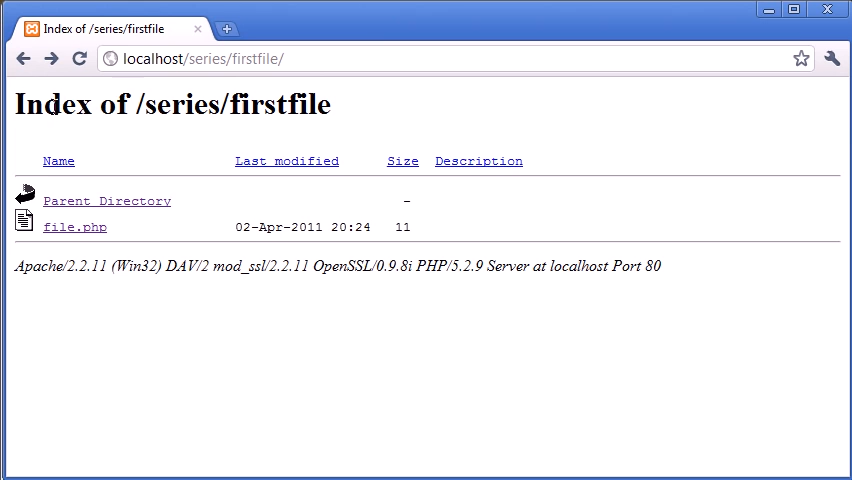 Index of /series/firstfile
localhost/series/firstfile/
Index of /series/firstfile
Name Last modified Size Description
Parent Directory -
file.php 02-Apr-2011 20:24 11
Apache/2.2.11 (Win32) DAV/2 mod_ssl/2.2.11 OpenSSL/0.9.8i PHP/5.2.9 Server at localhost Port 80